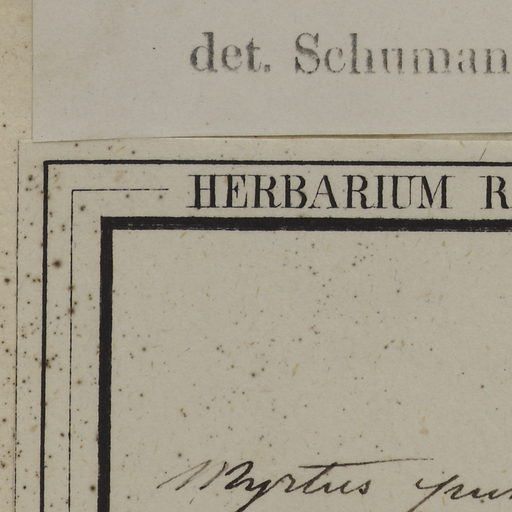 det. Schuman
HERBARIUM R
Myrtus